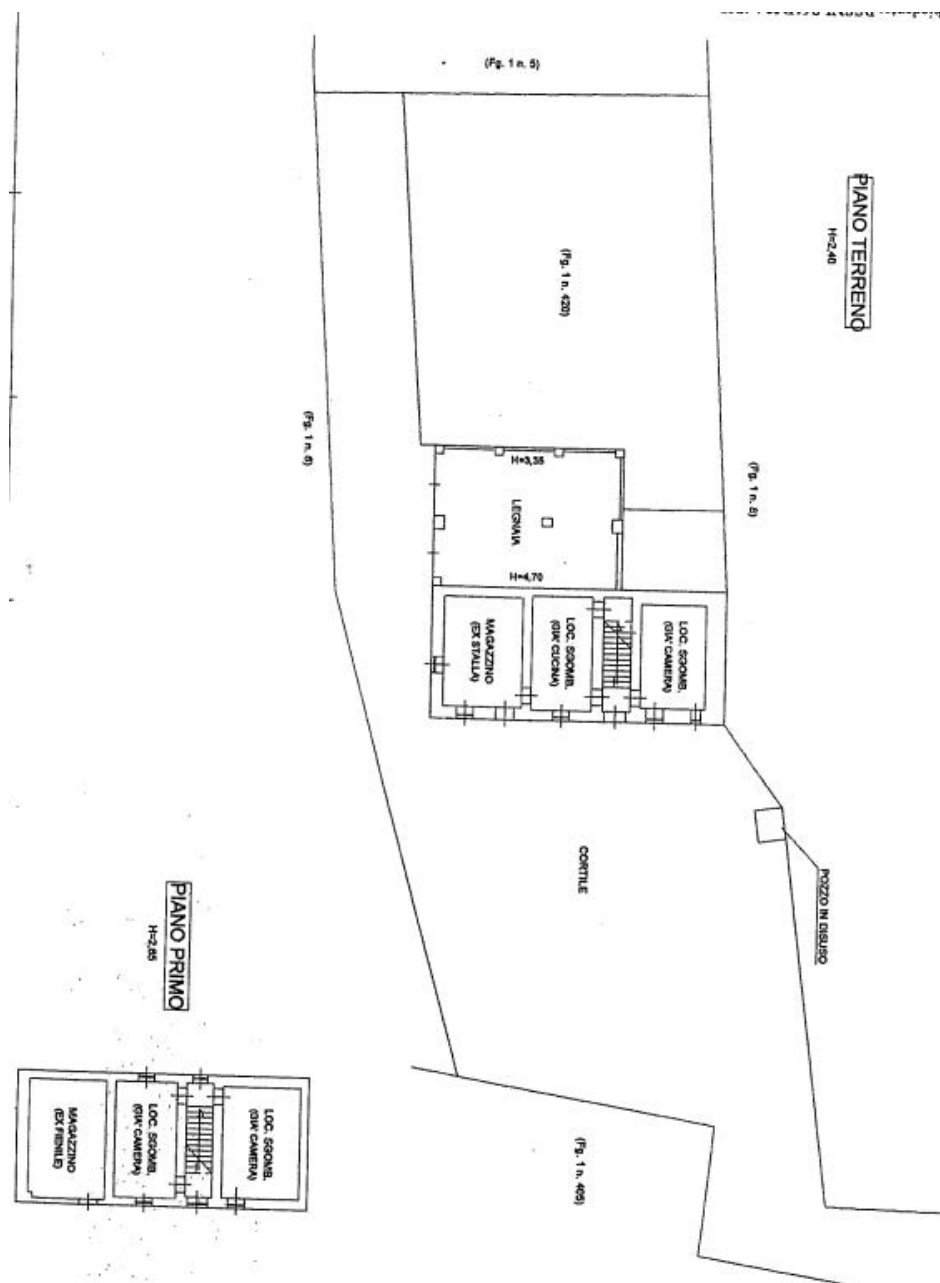 (Fg. 1 n. 5)
PIANO TERRENO
H=2,40
(Fg. 1 n. 420)
(Fg. 1 n. 6)
(Fg. 1 n. 8)
H=3,35
LEGNAIA
H=4,70
MAGAZZINO
(EX STALLA)
LOC. SGOMB.
(GIA' CUCINA)
LOC. SGOMB.
(GIA' CAMERA)
CORTILE
POZZO IN DISUSO
PIANO PRIMO
H=2,65
MAGAZZINO
(EX FIENILE)
LOC. SGOMB.
(GIA' CAMERA)
LOC. SGOMB.
(GIA' CAMERA)
(Fg. 1 n. 405)